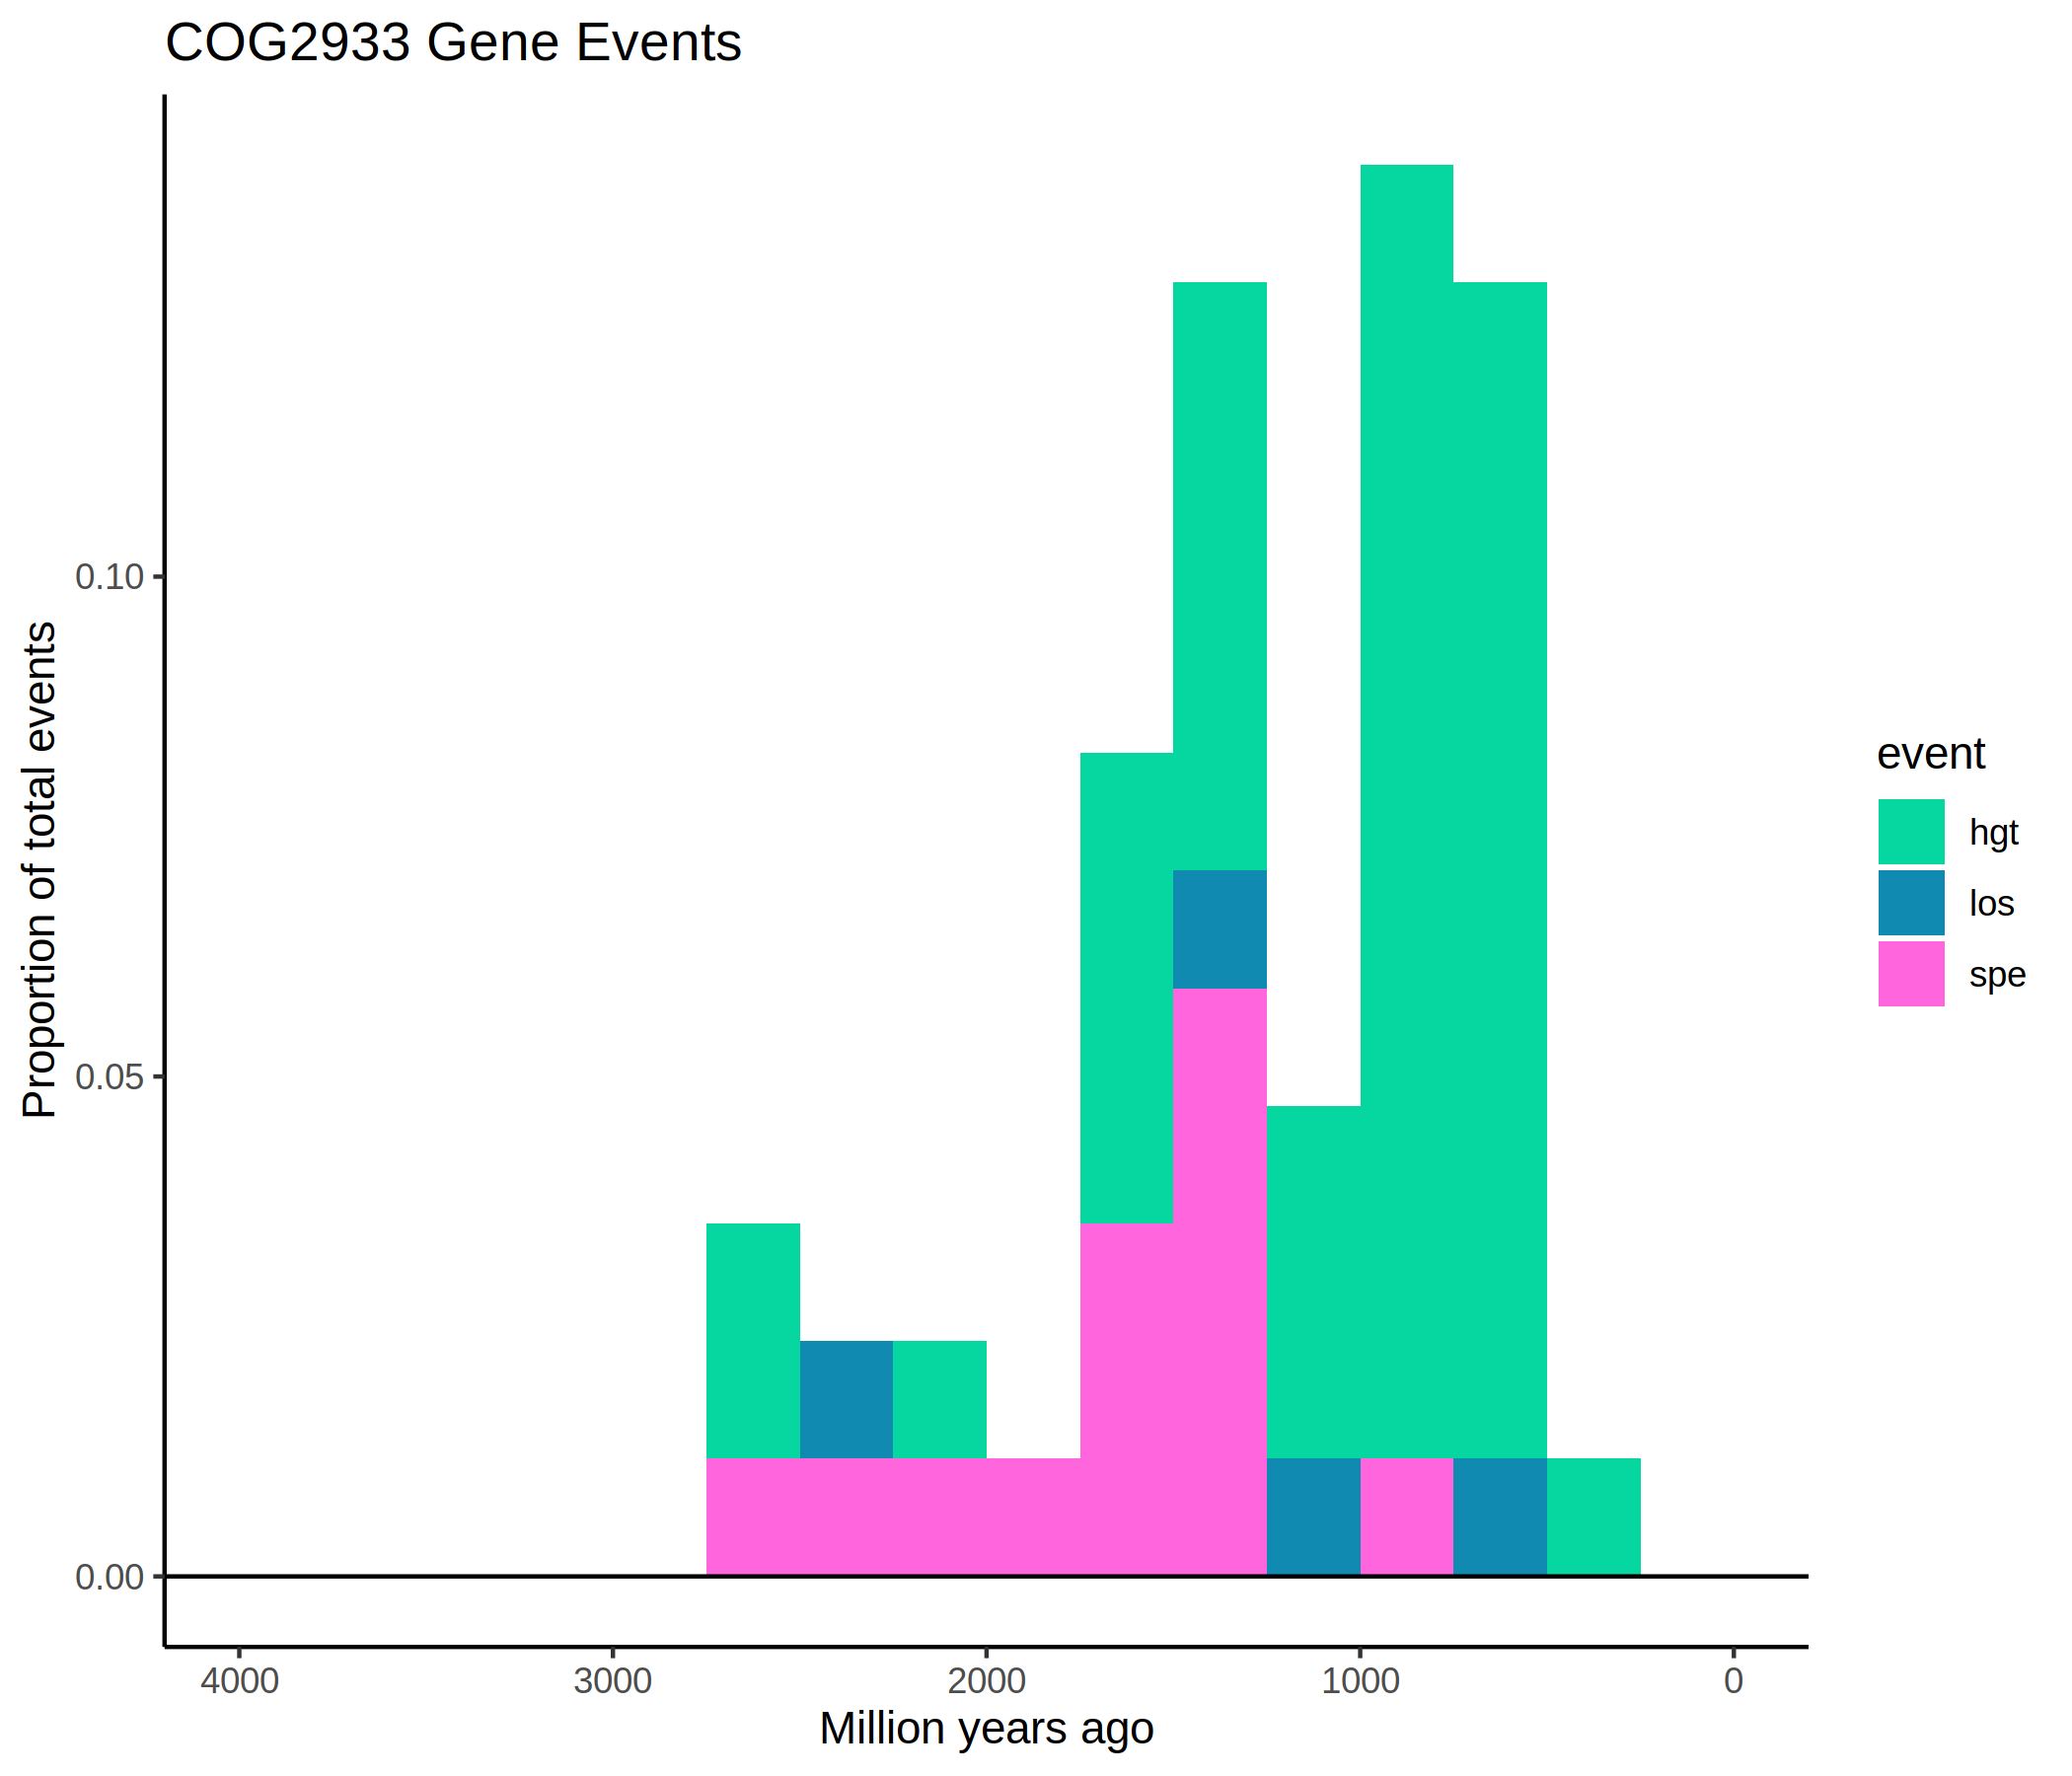 COG2933 Gene Events
Proportion of total events
0.10
0.05
0.00
4000 3000 2000 1000 0
Million years ago
event
hgt
los
spe